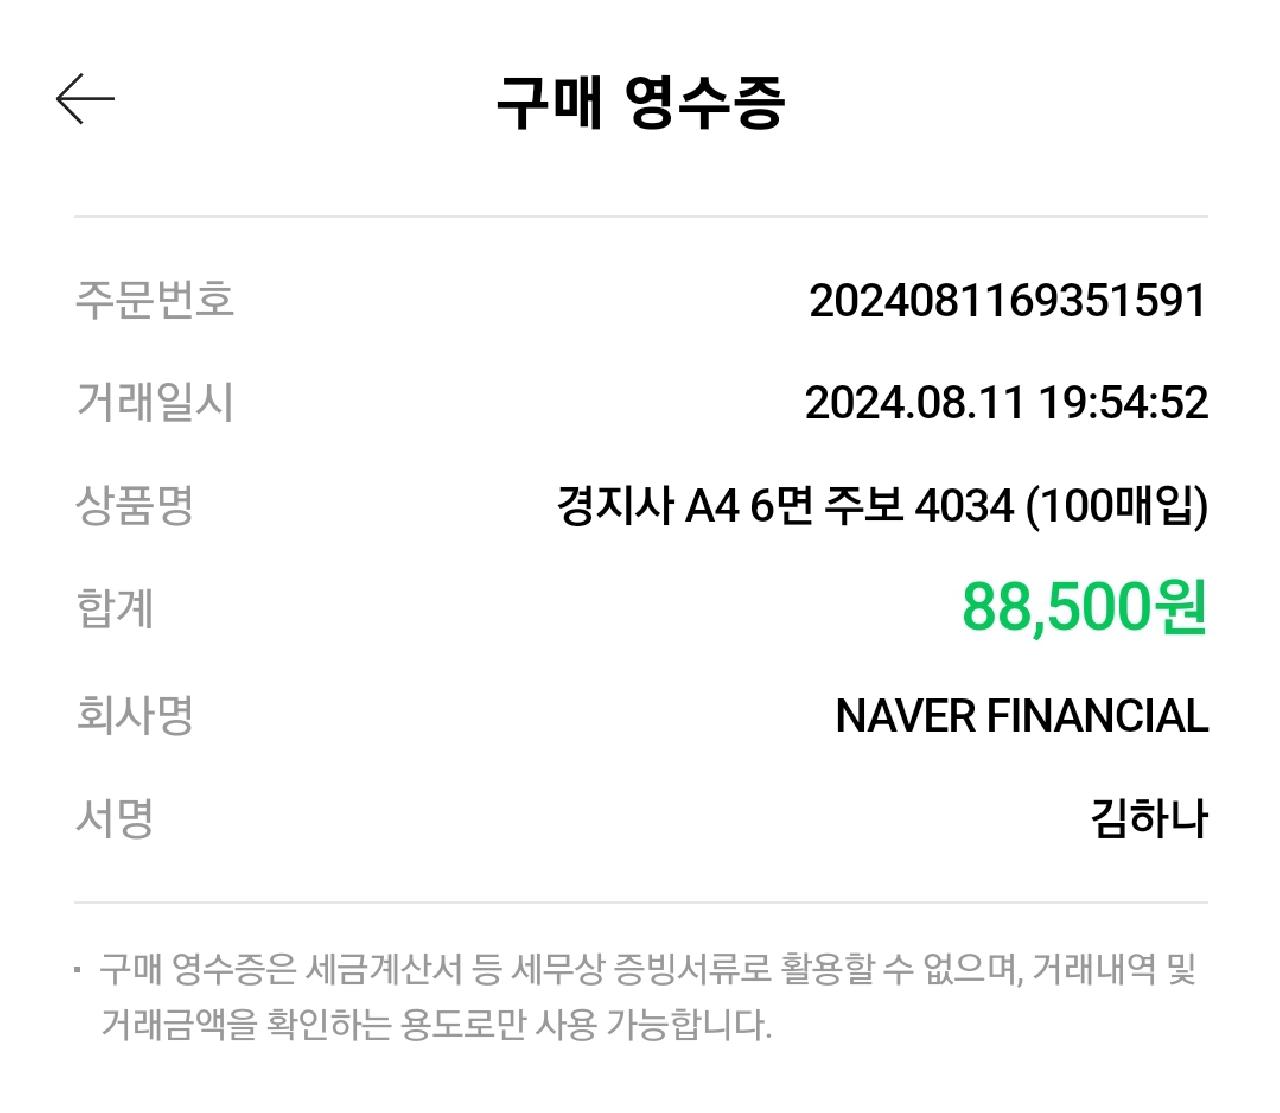 구매 영수증
주문번호 2024081169351591
거래일시 2024.08.11 19:54:52
상품명 경지사 A4 6면 주보 4034 (100매입)
합계 88,500원
회사명 NAVER FINANCIAL
서명 김하나
· 구매 영수증은 세금계산서 등 세무상 증빙서류로 활용할 수 없으며, 거래내역 및
거래금액을 확인하는 용도로만 사용 가능합니다.